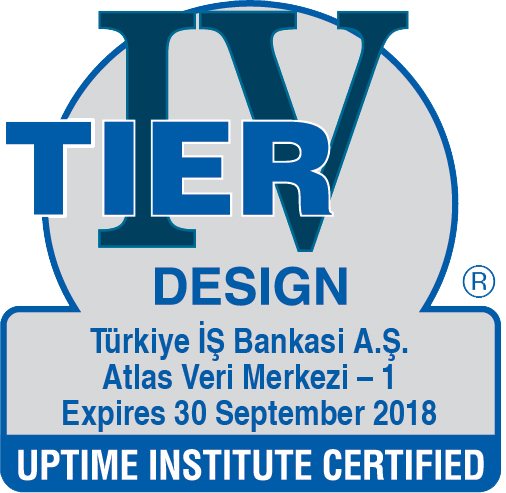 TIER IV
DESIGN
®
Türkiye İŞ Bankasi A.Ş.
Atlas Veri Merkezi – 1
Expires 30 September 2018
UPTIME INSTITUTE CERTIFIED